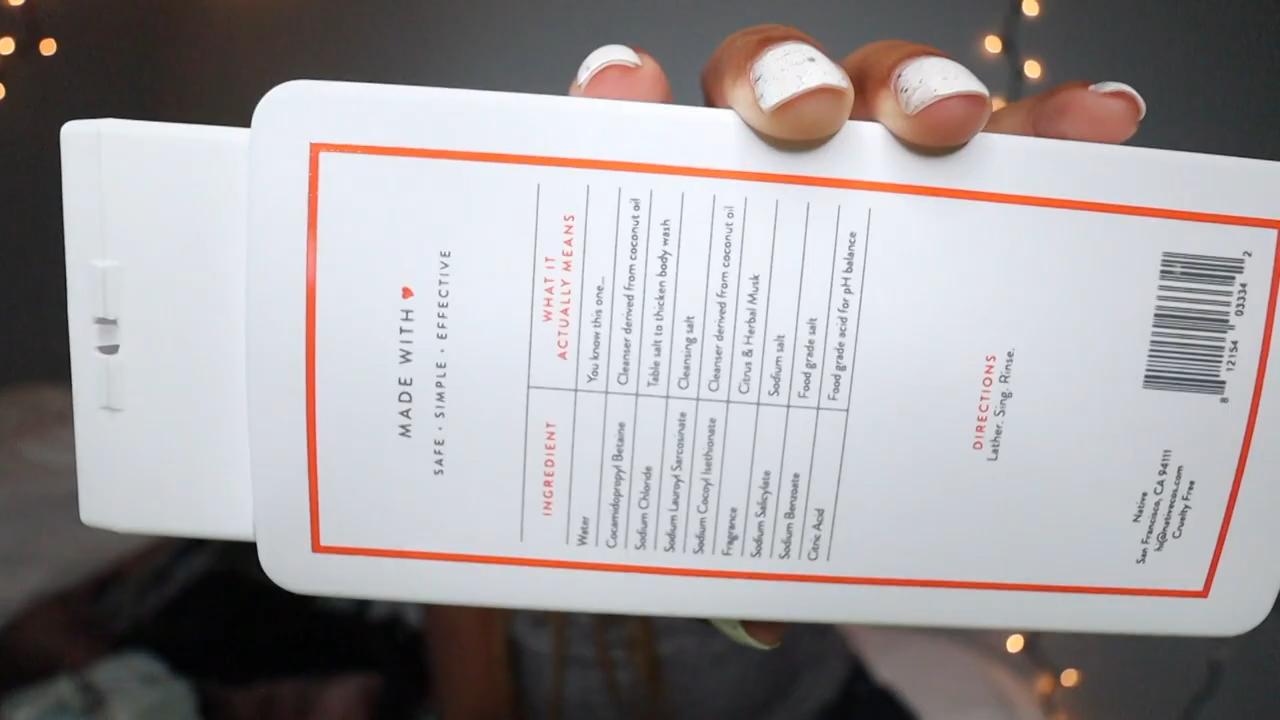 MADE WITH ♥
SAFE • SIMPLE • EFFECTIVE
INGREDIENT WHAT IT ACTUALLY MEANS
Water You know this one...
Cocamidopropyl Betaine Cleanser derived from coconut oil
Sodium Chloride Table salt to thicken body wash
Sodium Lauroyl Sarcosinate Cleansing salt
Sodium Cocoyl Isethionate Cleanser derived from coconut oil
Fragrance Citrus & Herbal Musk
Sodium Salicylate Sodium salt
Sodium Benzoate Food grade salt
Citric Acid Food grade acid for pH balance
DIRECTIONS
Lather. Sing. Rinse.
Native
San Francisco, CA 94111
hi@nativecos.com
Cruelty Free
8 12154 03334 2